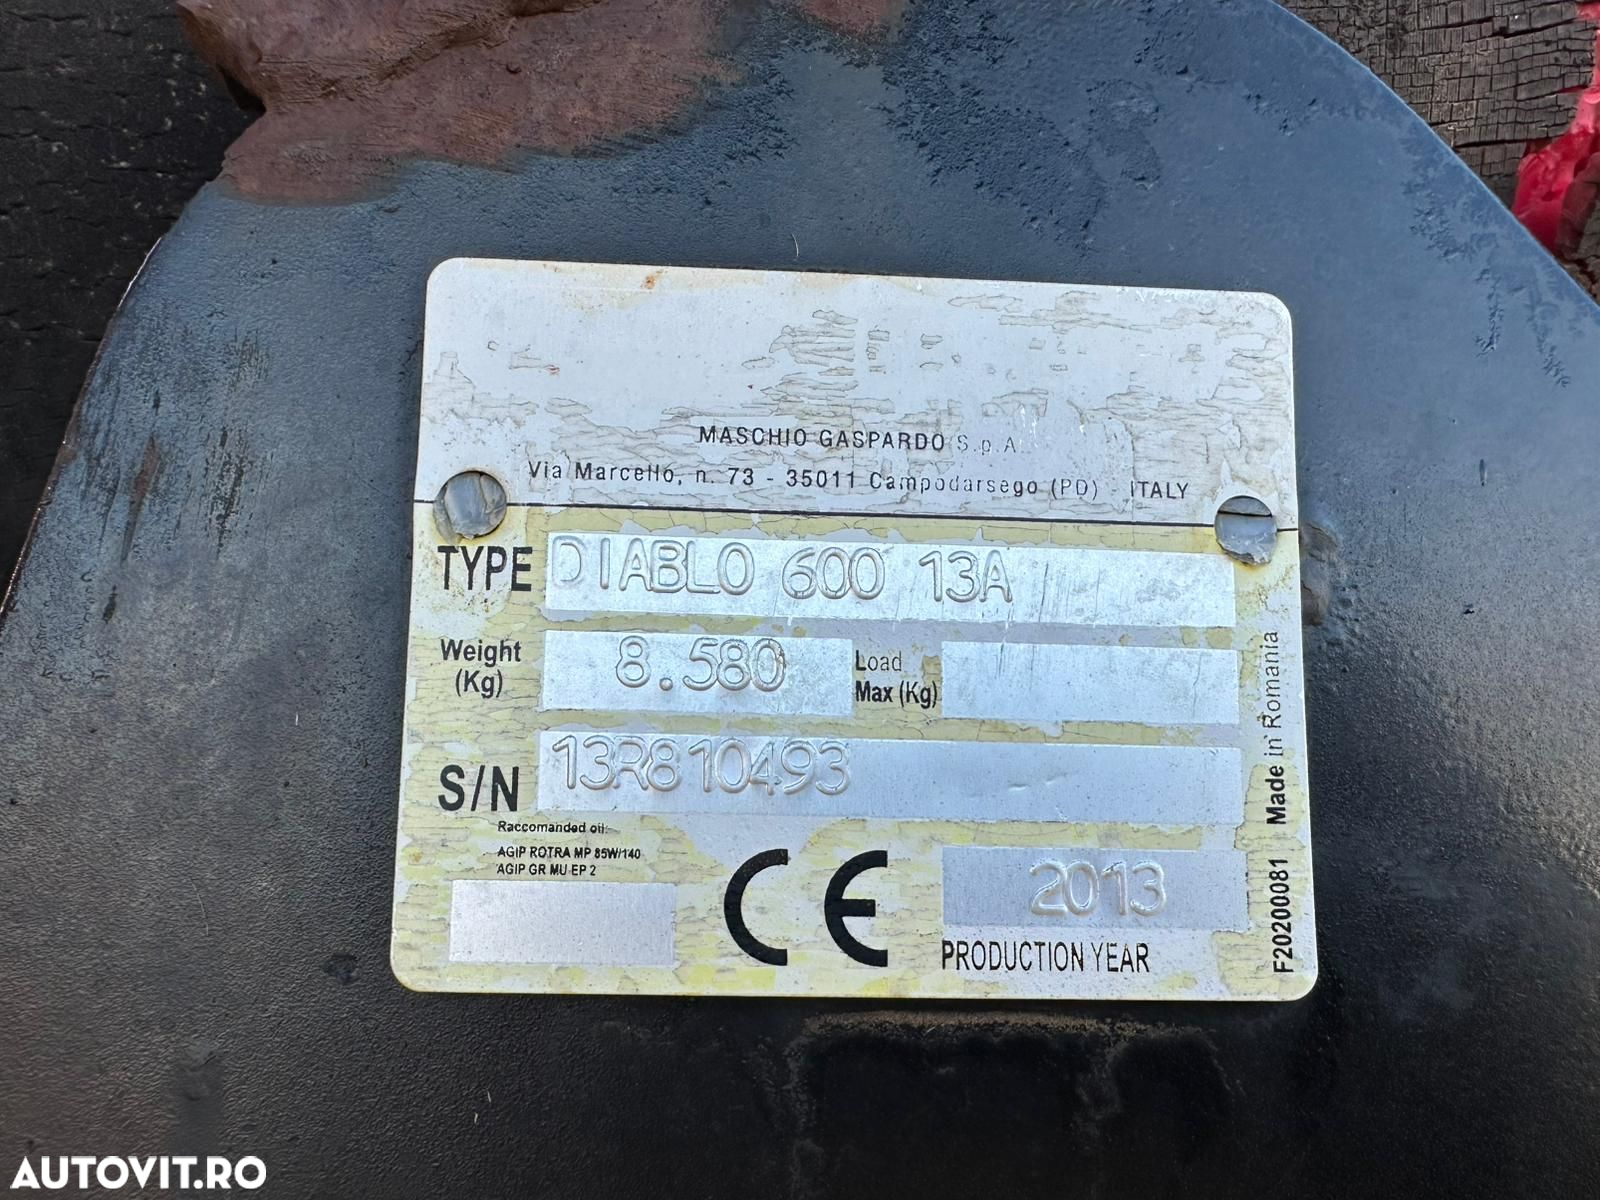 MASCHIO GASPARDO S.p.A.
Via Marcello, n. 73 - 35011 Campodarsego (PD) - ITALY
TYPE DIABLO 600 13A
Weight (Kg) 8.580 Load Max (Kg)
S/N 13R810493
Raccomanded oil:
AGIP ROTRA MP 85W/140
AGIP GR MU EP 2
CE
2013
PRODUCTION YEAR
F20200081 Made in Romania
AUTOVIT.RO